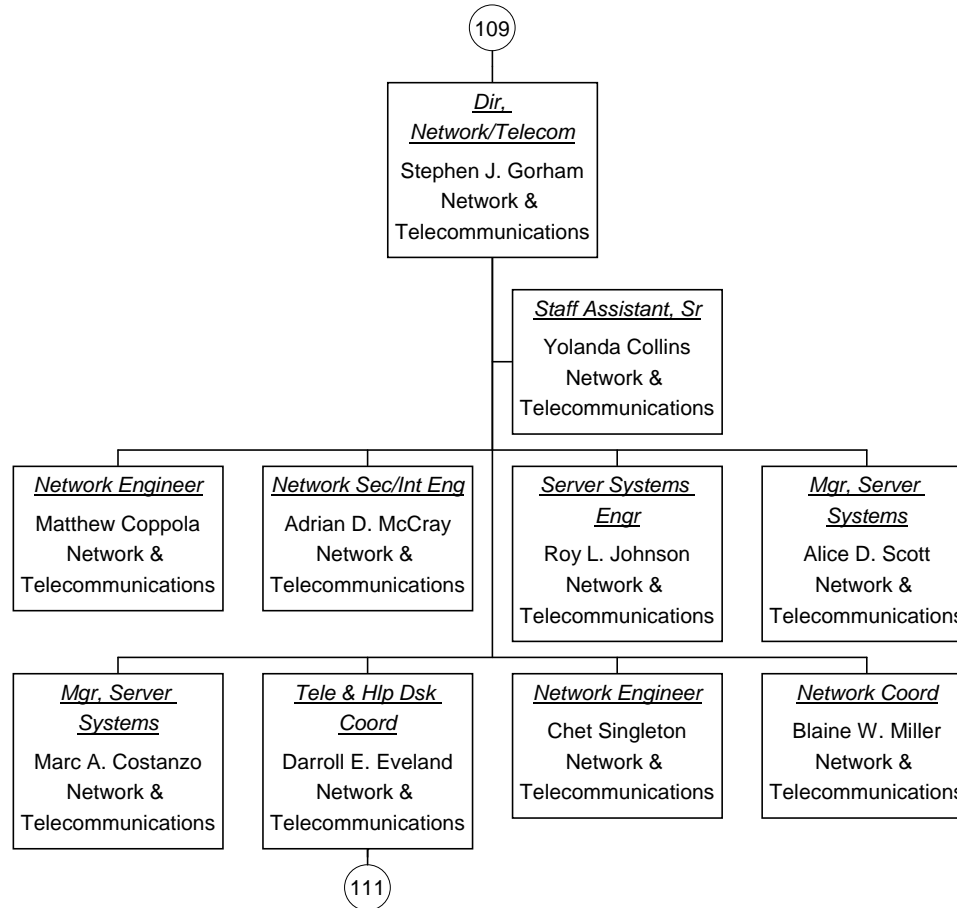 109
Dir,
Network/Telecom
Stephen J. Gorham
Network &
Telecommunications
Staff Assistant, Sr
Yolanda Collins
Network &
Telecommunications
Network Engineer
Matthew Coppola
Network &
Telecommunications
Network Sec/Int Eng
Adrian D. McCray
Network &
Telecommunications
Server Systems
Engr
Roy L. Johnson
Network &
Telecommunications
Mgr, Server
Systems
Alice D. Scott
Network &
Telecommunications
Mgr, Server
Systems
Marc A. Costanzo
Network &
Telecommunications
Tele & Hlp Dsk
Coord
Darroll E. Eveland
Network &
Telecommunications
Network Engineer
Chet Singleton
Network &
Telecommunications
Network Coord
Blaine W. Miller
Network &
Telecommunications
111